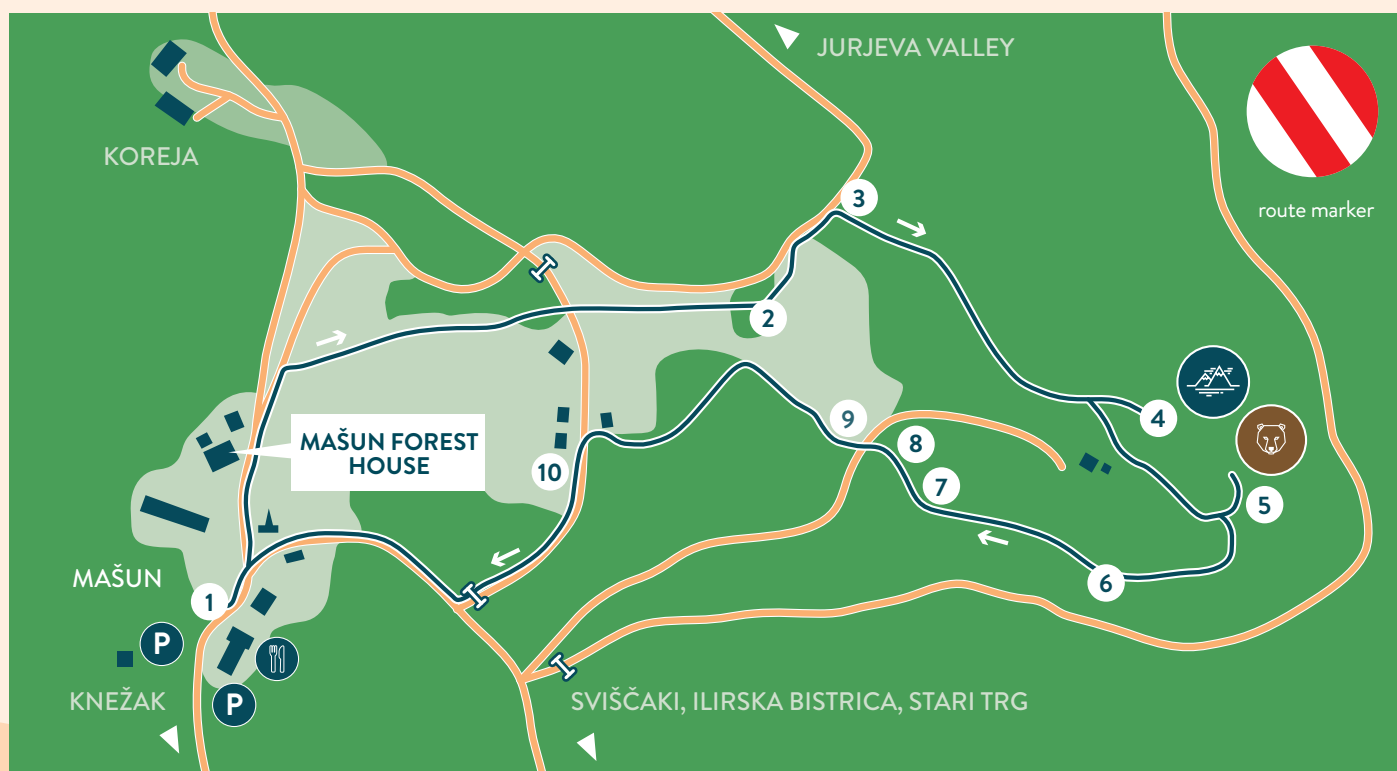 JURJEVA VALLEY
KOREJA
route marker
3
2
4
MAŠUN FOREST
HOUSE
9
8
10
7
5
MAŠUN
1
6
P
KNEŽAK
P
SVIŠČAKI, ILIRSKA BISTRICA, STARI TRG